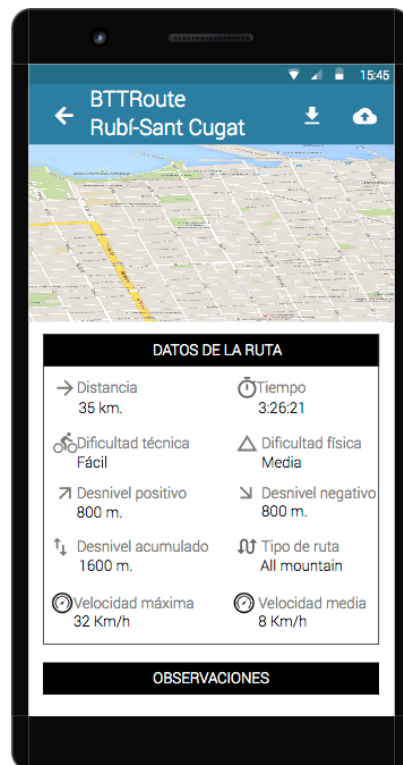 15:45
BTTRoute
Rubí-Sant Cugat
DATOS DE LA RUTA
Distancia
35 km.
Tiempo
3:26:21
Dificultad técnica
Fácil
Dificultad física
Media
Desnivel positivo
800 m.
Desnivel negativo
800 m.
Desnivel acumulado
1600 m.
Tipo de ruta
All mountain
Velocidad máxima
32 Km/h
Velocidad media
8 Km/h
OBSERVACIONES